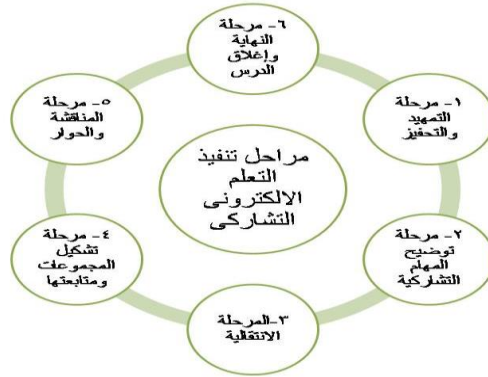 مراحل تنفيذ
التعلم
الالكترونى
التشاركى
١- مرحلة
التمهيد
والتحفيز
٢- مرحلة
توضيح
المهام
التشاركية
٣-المرحلة
الانتقالية
٤- مرحلة
تشكيل
المجموعات
ومتابعتها
٥- مرحلة
المناقشة
والحوار
٦- مرحلة
النهاية
وإغلاق
الدرس